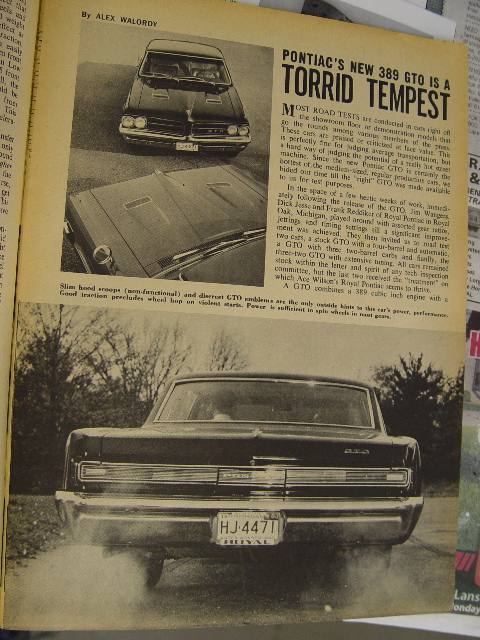 By ALEX WALORDY
PONTIAC'S NEW 389 GTO IS A
TORRID TEMPEST
MOST ROAD TESTS are conducted in cars right off
the showroom floor or demonstration models that
go the rounds among various members of the press.
These cars are praised or criticized at face value. This
is perfectly fine for judging average transportation, but
a hard way of judging the potential of a really hot street
machine. Since the new Pontiac GTO is certainly the
hottest of the medium-sized, regular production cars, we
bided our time till the "right" GTO was made available
to us for test purposes.
In the space of a few hectic weeks of work, immedi-
ately following the release of the GTO, Jim Wangers,
Dick Jesse and Frank Rediker of Royal Pontiac in Royal
Oak, Michigan, played around with assorted gear ratios,
jettings, and timing settings till a significant improve-
ment was achieved. They then invited us to road test
two cars, a stock GTO with a four-barrel and automatic,
a GTO with three two-barrel carbs and finally, the
three-two GTO with extensive tuning. All cars remained
stock within the letter and spirit of any tech inspection
committee, but the last two received the "treatment" on
which Ace Wilson's Royal Pontiac seems to thrive.
A GTO combines a 389 cubic inch engine with a
Slim hood scoops (non-functional) and discreet GTO emblems are the only outside hints to this car's power, performance.
Good traction precludes wheel hop on violent starts. Power is sufficient to spin wheels in most gears.
GTO
HJ-4471
ROYAL
Lans